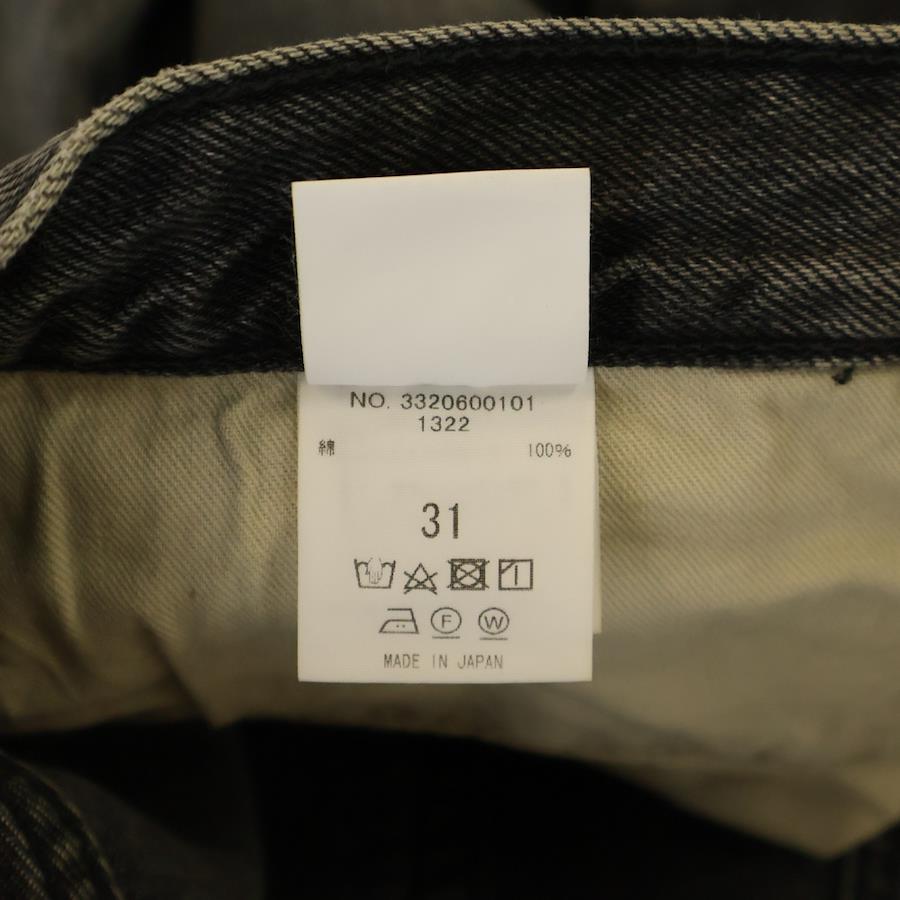 NO. 3320600101
1322
綿 100%
31
F W
MADE IN JAPAN